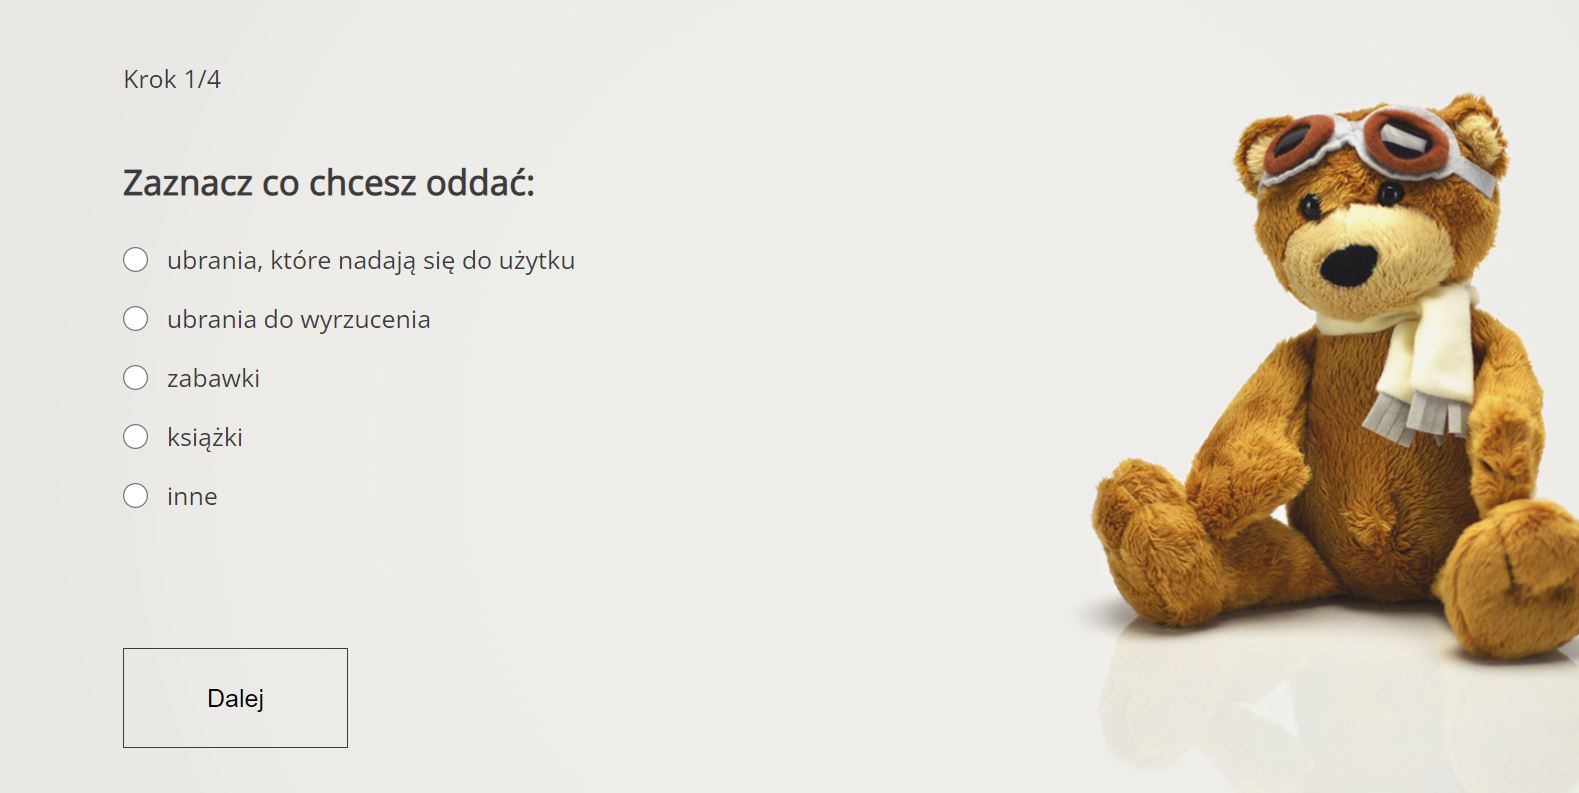 Krok 1/4
Zaznacz co chcesz oddać:
ubrania, które nadają się do użytku
ubrania do wyrzucenia
zabawki
książki
inne
Dalej